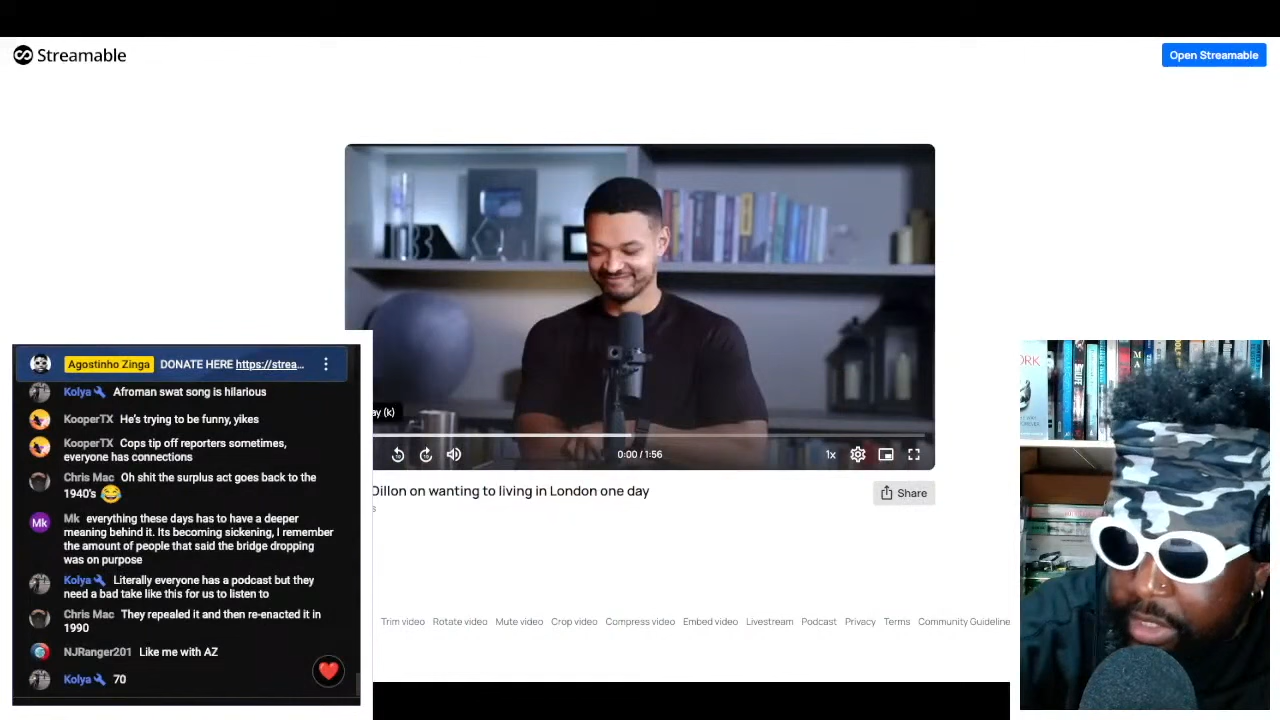 Streamable
Open Streamable
ay (k)
0:00 / 1:56
1x
Dillon on wanting to living in London one day
Share
s
Trim video Rotate video Mute video Crop video Compress video Embed video Livestream Podcast Privacy Terms Community Guideline
Agostinho Zinga DONATE HERE https://strea...
Kolya Afroman swat song is hilarious
KooperTX He's trying to be funny, yikes
KooperTX Cops tip off reporters sometimes,
everyone has connections
Chris Mac Oh shit the surplus act goes back to the
1940's 😂
Mk
Mk everything these days has to have a deeper
meaning behind it. Its becoming sickening, I remember
the amount of people that said the bridge dropping
was on purpose
Kolya Literally everyone has a podcast but they
need a bad take like this for us to listen to
Chris Mac They repealed it and then re-enacted it in
1990
NJRanger201 Like me with AZ
Kolya 70